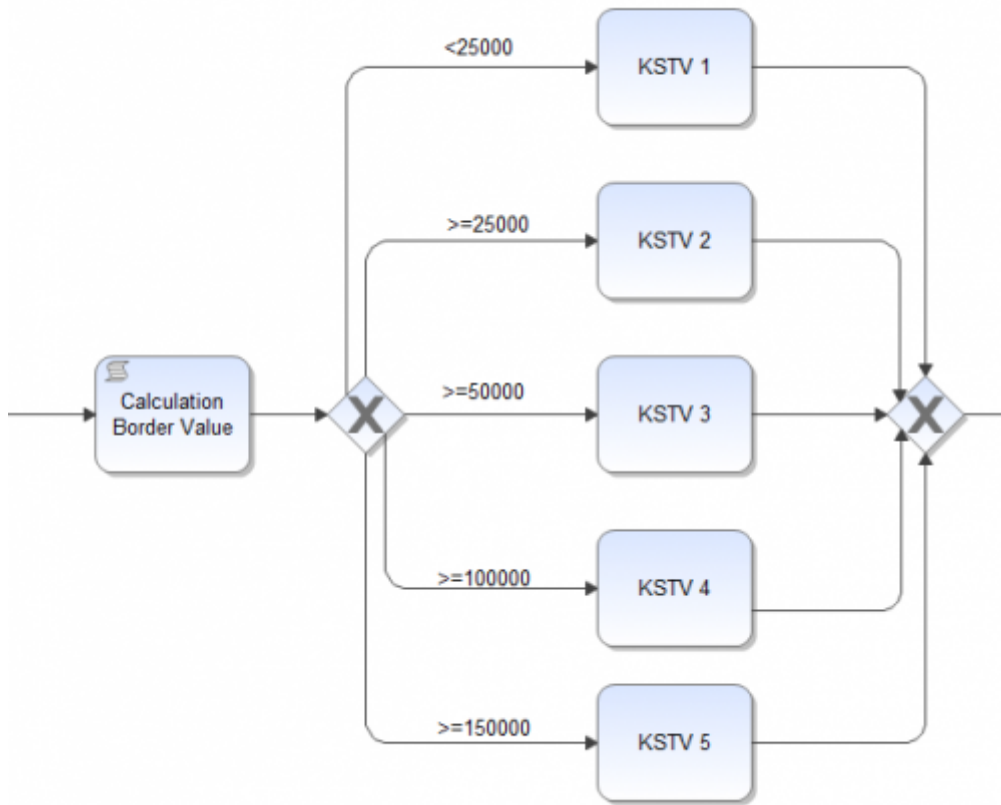 <25000
KSTV 1
>=25000
KSTV 2
Calculation
Border Value
>=50000
KSTV 3
>=100000
KSTV 4
>=150000
KSTV 5